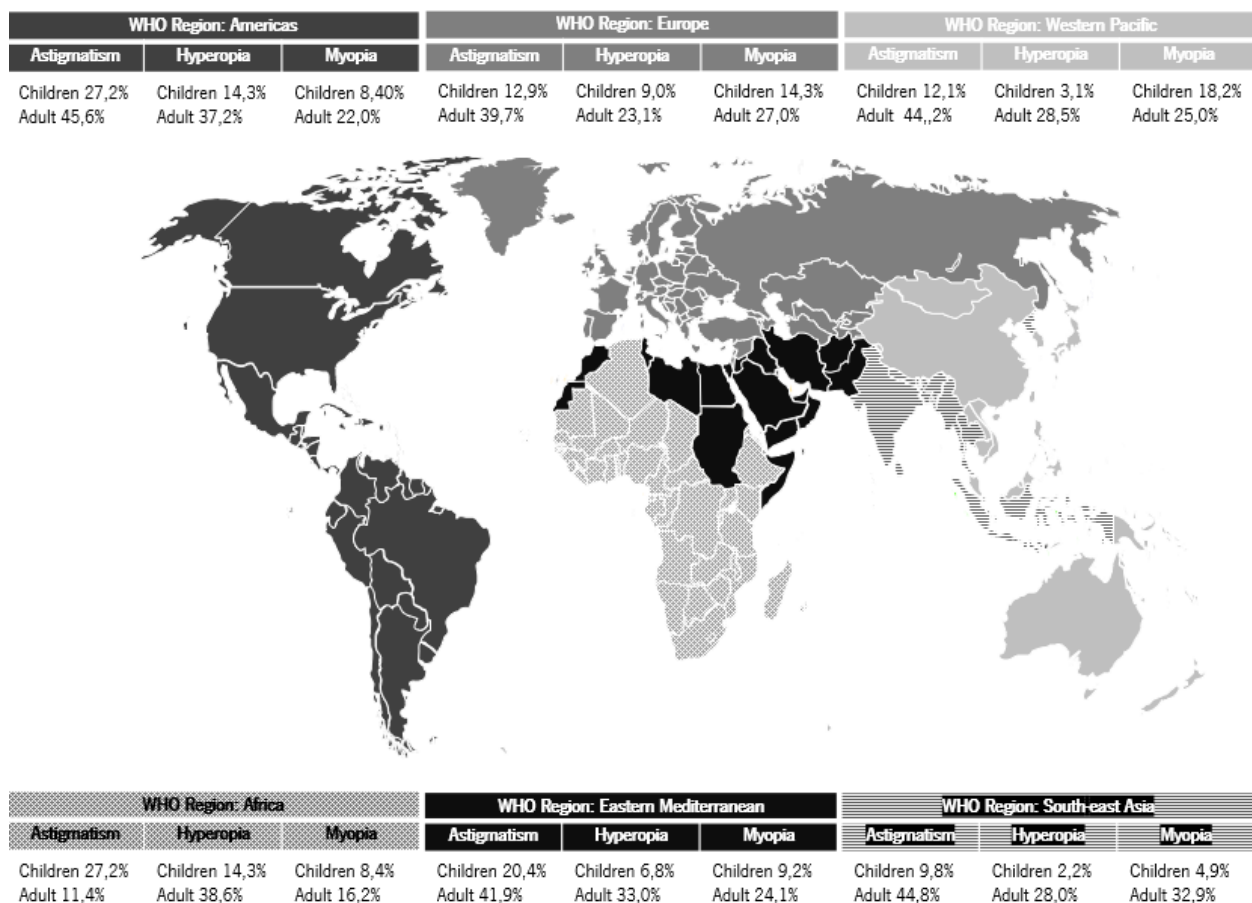 WHO Region: Americas
Astigmatism Hyperopia Myopia
Children 27,2% Children 14,3% Children 8,40%
Adult 45,6% Adult 37,2% Adult 22,0%
WHO Region: Europe
Astigmatism Hyperopia Myopia
Children 12,9% Children 9,0% Children 14,3%
Adult 39,7% Adult 23,1% Adult 27,0%
WHO Region: Western Pacific
Astigmatism Hyperopia Myopia
Children 12,1% Children 3,1% Children 18,2%
Adult 44,,2% Adult 28,5% Adult 25,0%
WHO Region: Africa
Astigmatism Hyperopia Myopia
Children 27,2% Children 14,3% Children 8,4%
Adult 11,4% Adult 38,6% Adult 16,2%
WHO Region: Eastern Mediterranean
Astigmatism Hyperopia Myopia
Children 20,4% Children 6,8% Children 9,2%
Adult 41,9% Adult 33,0% Adult 24,1%
WHO Region: South-east Asia
Astigmatism Hyperopia Myopia
Children 9,8% Children 2,2% Children 4,9%
Adult 44,8% Adult 28,0% Adult 32,9%